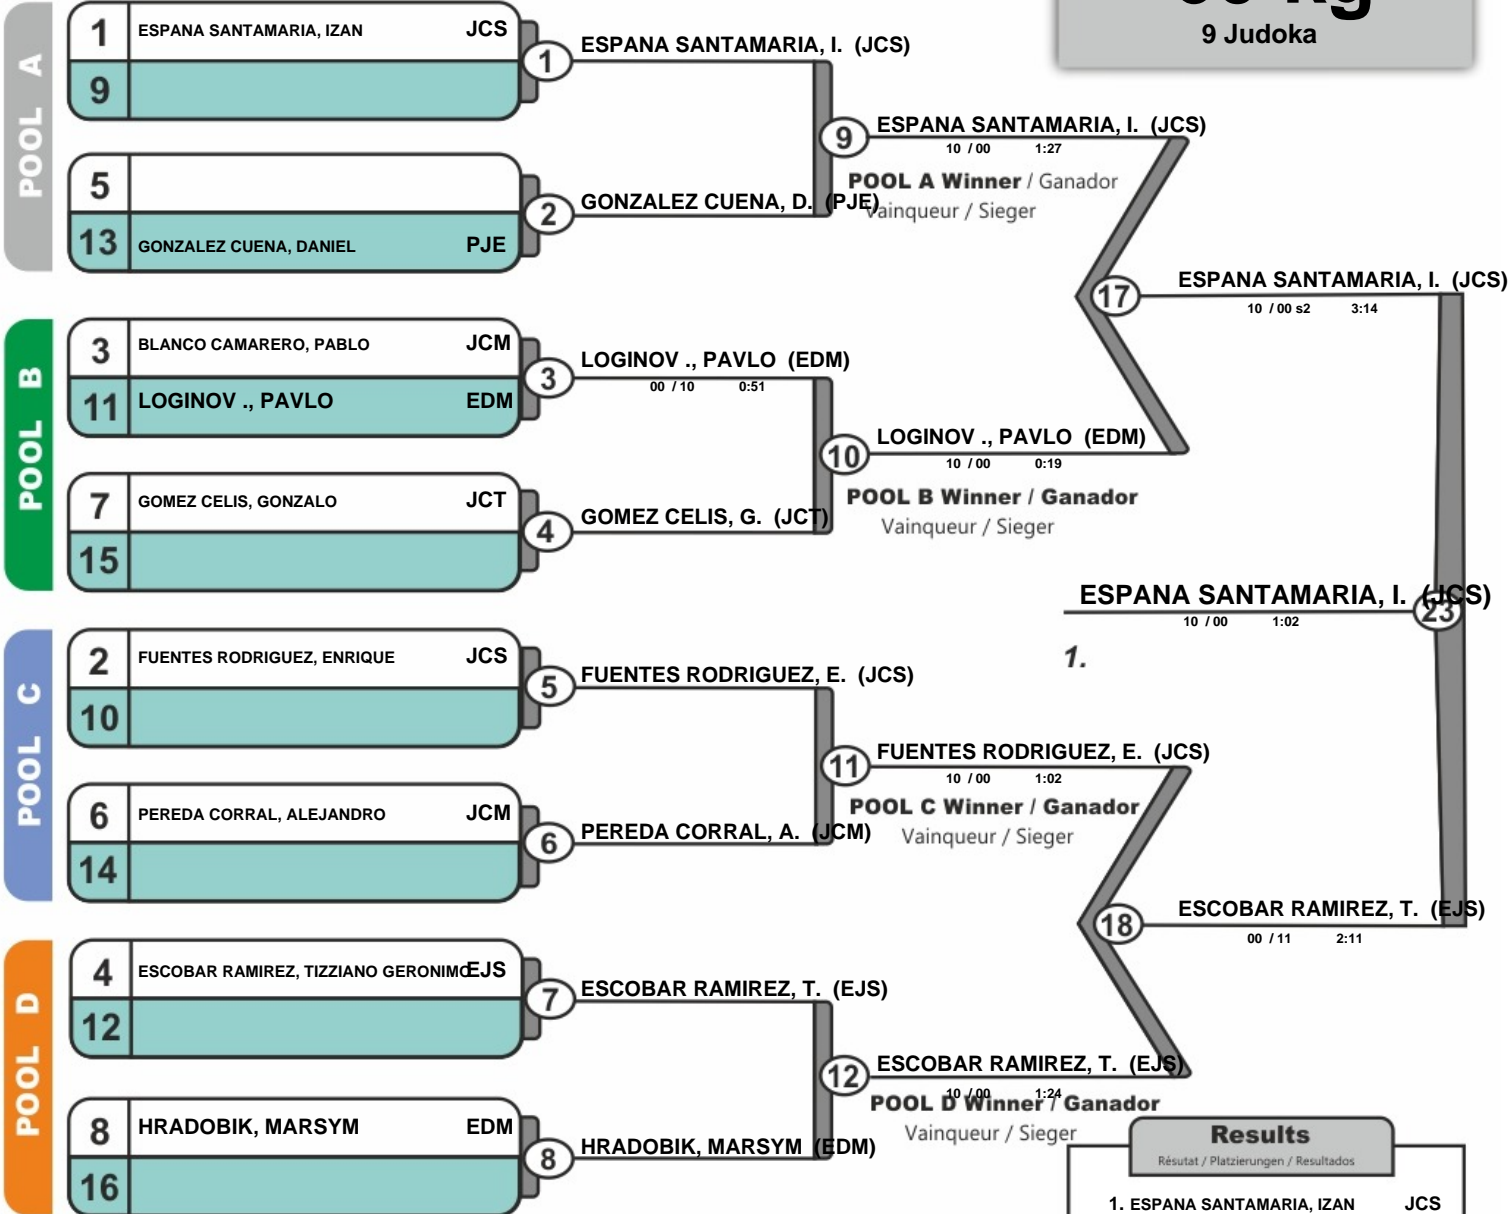 9 Judoka
POOL A
1 ESPANA SANTAMARIA, IZAN JCS
9
1
ESPANA SANTAMARIA, I. (JCS)
5
13 GONZALEZ CUENA, DANIEL PJE
2
GONZALEZ CUENA, D. (PJE)
9
ESPANA SANTAMARIA, I. (JCS)
10 / 00 1:27
POOL A Winner / Ganador
Vainqueur / Sieger
POOL B
3 BLANCO CAMARERO, PABLO JCM
11 LOGINOV ., PAVLO EDM
3
LOGINOV ., PAVLO (EDM)
00 / 10 0:51
7 GOMEZ CELIS, GONZALO JCT
15
4
GOMEZ CELIS, G. (JCT)
10
LOGINOV ., PAVLO (EDM)
10 / 00 0:19
POOL B Winner / Ganador
Vainqueur / Sieger
17
ESPANA SANTAMARIA, I. (JCS)
10 / 00 s2 3:14
ESPANA SANTAMARIA, I. (JCS)
23
10 / 00 1:02
1.
POOL C
2 FUENTES RODRIGUEZ, ENRIQUE JCS
10
5
FUENTES RODRIGUEZ, E. (JCS)
6 PEREDA CORRAL, ALEJANDRO JCM
14
6
PEREDA CORRAL, A. (JCM)
11
FUENTES RODRIGUEZ, E. (JCS)
10 / 00 1:02
POOL C Winner / Ganador
Vainqueur / Sieger
POOL D
4 ESCOBAR RAMIREZ, TIZZIANO GERONIMO EJS
12
7
ESCOBAR RAMIREZ, T. (EJS)
8 HRADOBIK, MARSYM EDM
16
8
HRADOBIK, MARSYM (EDM)
12
ESCOBAR RAMIREZ, T. (EJS)
10 / 00 1:24
POOL D Winner / Ganador
Vainqueur / Sieger
18
ESCOBAR RAMIREZ, T. (EJS)
00 / 11 2:11
Results
Résutat / Platzierungen / Resultados
1. ESPANA SANTAMARIA, IZAN JCS